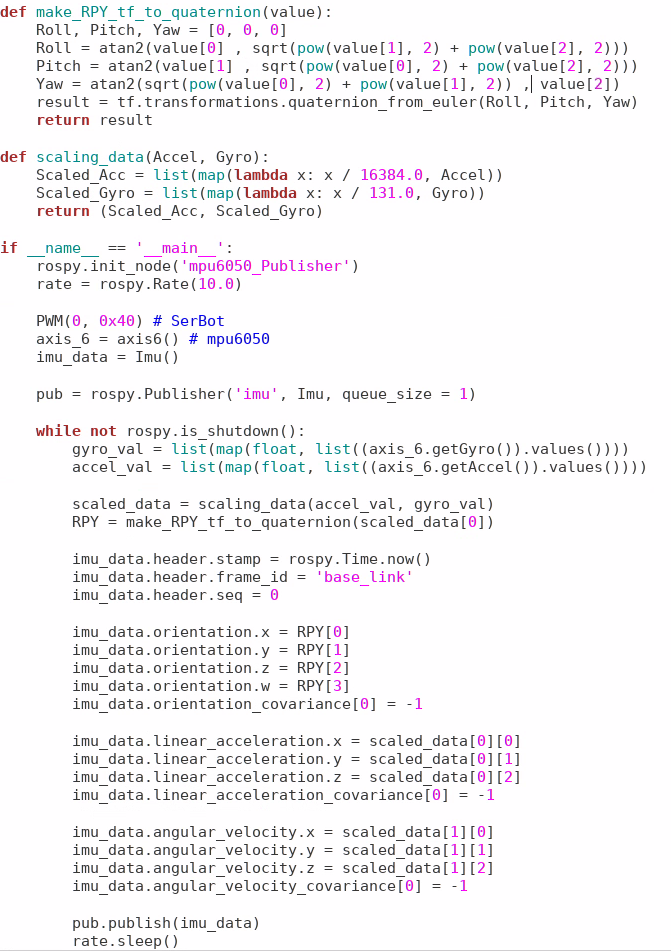 def make_RPY_tf_to_quaternion(value):
    Roll, Pitch, Yaw = [0, 0, 0]
    Roll = atan2(value[0] , sqrt(pow(value[1], 2) + pow(value[2], 2)))
    Pitch = atan2(value[1] , sqrt(pow(value[0], 2) + pow(value[2], 2)))
    Yaw = atan2(sqrt(pow(value[0], 2) + pow(value[1], 2)) , value[2])
    result = tf.transformations.quaternion_from_euler(Roll, Pitch, Yaw)
    return result

def scaling_data(Accel, Gyro):
    Scaled_Acc = list(map(lambda x: x / 16384.0, Accel))
    Scaled_Gyro = list(map(lambda x: x / 131.0, Gyro))
    return (Scaled_Acc, Scaled_Gyro)

if __name__ == '__main__':
    rospy.init_node('mpu6050_Publisher')
    rate = rospy.Rate(10.0)

    PWM(0, 0x40) # SerBot
    axis_6 = axis6() # mpu6050
    imu_data = Imu()

    pub = rospy.Publisher('imu', Imu, queue_size = 1)

    while not rospy.is_shutdown():
        gyro_val = list(map(float, list((axis_6.getGyro()).values())))
        accel_val = list(map(float, list((axis_6.getAccel()).values())))

        scaled_data = scaling_data(accel_val, gyro_val)
        RPY = make_RPY_tf_to_quaternion(scaled_data[0])

        imu_data.header.stamp = rospy.Time.now()
        imu_data.header.frame_id = 'base_link'
        imu_data.header.seq = 0

        imu_data.orientation.x = RPY[0]
        imu_data.orientation.y = RPY[1]
        imu_data.orientation.z = RPY[2]
        imu_data.orientation.w = RPY[3]
        imu_data.orientation_covariance[0] = -1

        imu_data.linear_acceleration.x = scaled_data[0][0]
        imu_data.linear_acceleration.y = scaled_data[0][1]
        imu_data.linear_acceleration.z = scaled_data[0][2]
        imu_data.linear_acceleration_covariance[0] = -1

        imu_data.angular_velocity.x = scaled_data[1][0]
        imu_data.angular_velocity.y = scaled_data[1][1]
        imu_data.angular_velocity.z = scaled_data[1][2]
        imu_data.angular_velocity_covariance[0] = -1

        pub.publish(imu_data)
        rate.sleep()